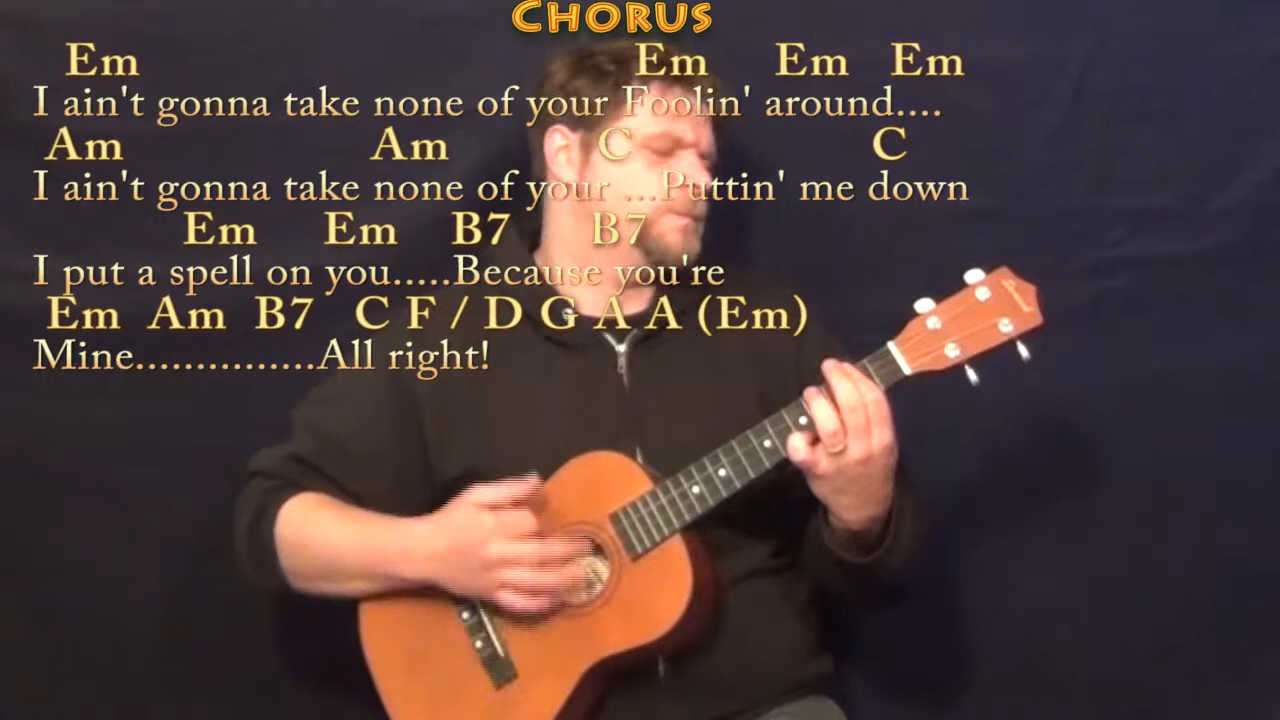 CHORUS
Em Em Em Em
I ain't gonna take none of your Foolin' around....
Am Am C C
I ain't gonna take none of your ...Puttin' me down
Em Em B7 B7
I put a spell on you.....Because you're
Em Am B7 C F / D G A A (Em)
Mine...............All right!